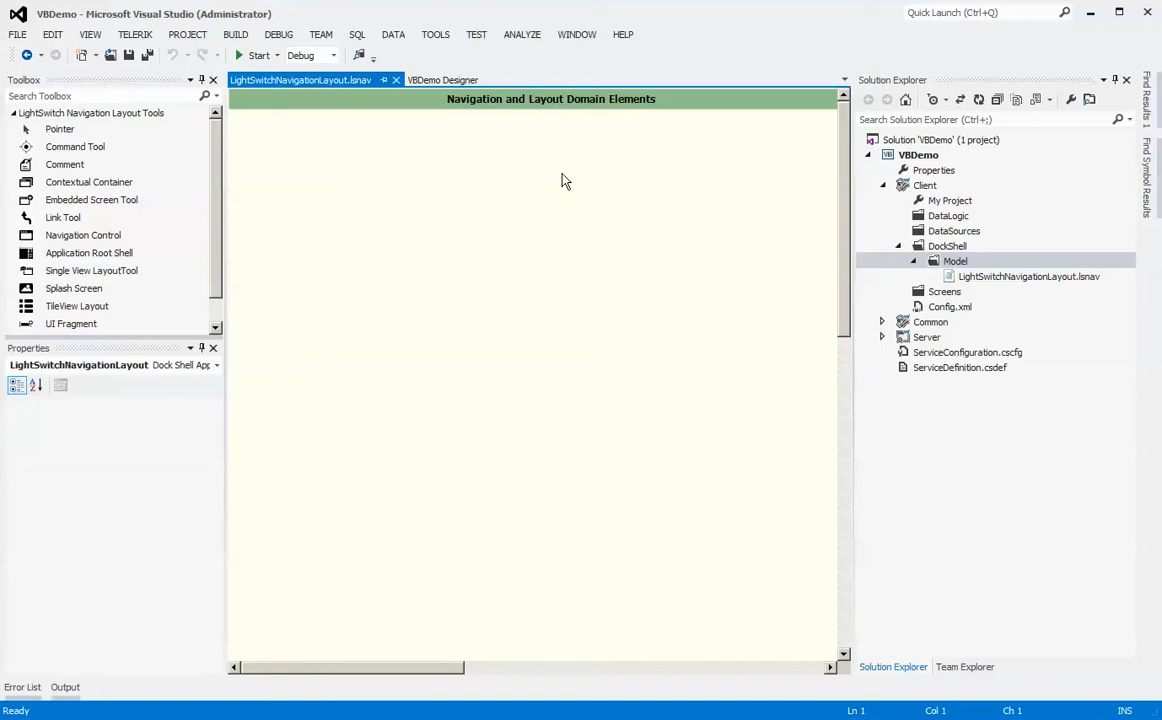 VBDemo - Microsoft Visual Studio (Administrator)
Quick Launch (Ctrl+Q)
FILE EDIT VIEW TELERIK PROJECT BUILD DEBUG TEAM SQL DATA TOOLS TEST ANALYZE WINDOW HELP
Start Debug
Toolbox
Search Toolbox
LightSwitch Navigation Layout Tools
Pointer
Command Tool
Comment
Contextual Container
Embedded Screen Tool
Link Tool
Navigation Control
Application Root Shell
Single View LayoutTool
Splash Screen
TileView Layout
UI Fragment
Properties
LightSwitchNavigationLayout Dock Shell App
LightSwitchNavigationLayout.lsnav
VBDemo Designer
Navigation and Layout Domain Elements
Solution Explorer
Search Solution Explorer (Ctrl+;)
Solution 'VBDemo' (1 project)
VBDemo
Properties
Client
My Project
DataLogic
DataSources
DockShell
Model
LightSwitchNavigationLayout.lsnav
Screens
Config.xml
Common
Server
ServiceConfiguration.cscfg
ServiceDefinition.csdef
Solution Explorer Team Explorer
Find Results 1
Find Symbol Results
Error List Output
Ready Ln 1 Col 1 Ch 1 INS